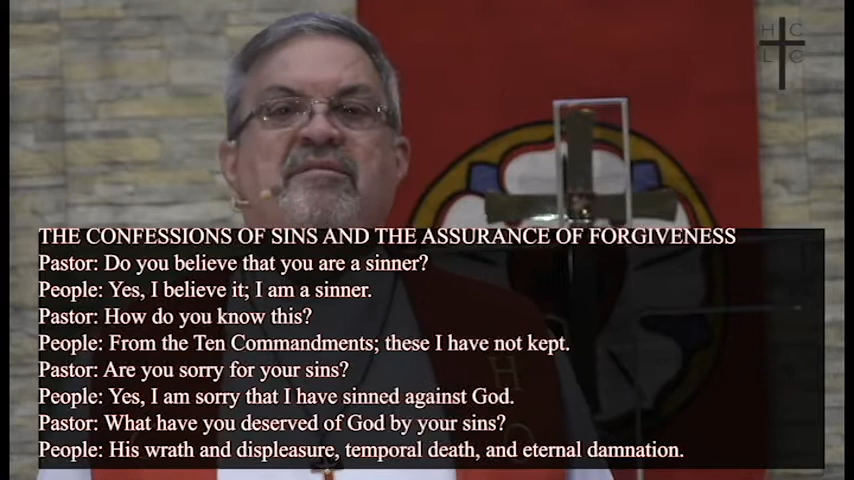 H C
L C
THE CONFESSIONS OF SINS AND THE ASSURANCE OF FORGIVENESS
Pastor: Do you believe that you are a sinner?
People: Yes, I believe it; I am a sinner.
Pastor: How do you know this?
People: From the Ten Commandments; these I have not kept.
Pastor: Are you sorry for your sins?
People: Yes, I am sorry that I have sinned against God.
Pastor: What have you deserved of God by your sins?
People: His wrath and displeasure, temporal death, and eternal damnation.
H
O